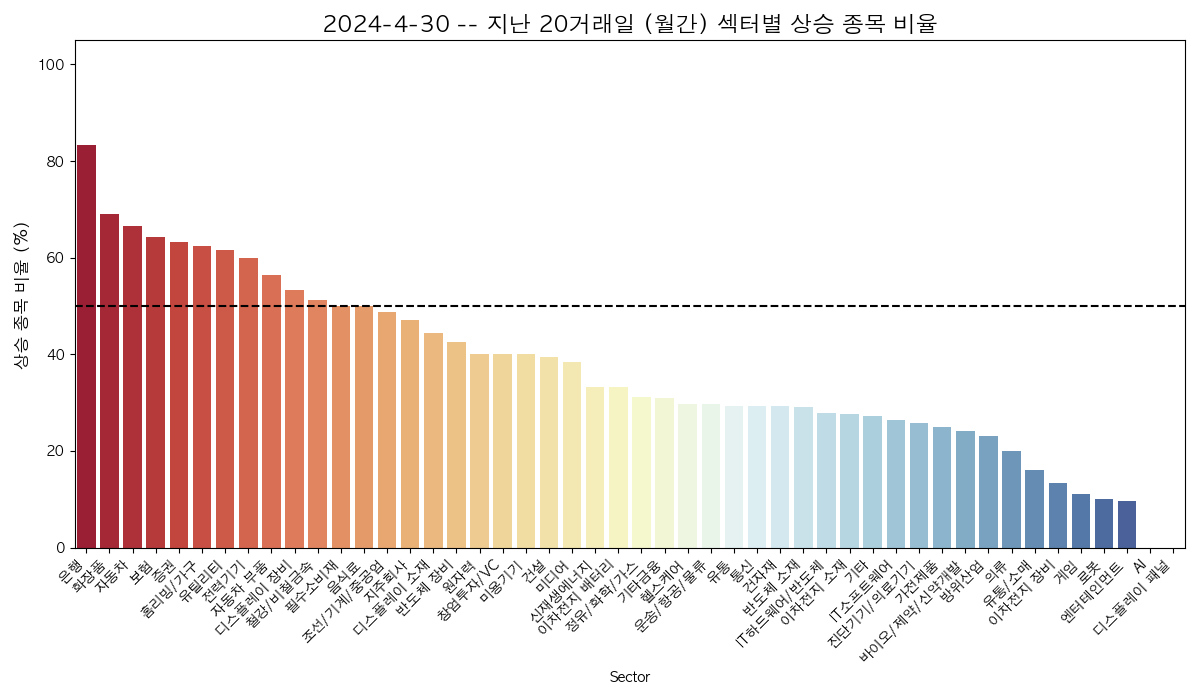 2024-4-30 -- 지난 20거래일 (월간) 섹터별 상승 종목 비율
상승 종목 비율 (%)
100
80
60
40
20
0
은행
화장품
자동차
보험
증권
홈리빙/가구
유틸리티
전력기기
자동차 부품
디스플레이 장비
철강/비철금속
필수소비재
음식료
조선/기계/중공업
지주회사
디스플레이 소재
반도체 장비
원자력
창업투자/VC
미용기기
건설
미디어
신재생에너지
이차전지 배터리
정유/화학/가스
기타금융
헬스케어
운송/항공/물류
유통
통신
건자재
반도체 소재
IT하드웨어/반도체
이차전지 소재
기타
IT소프트웨어
진단기기/의료기기
가전제품
바이오/제약/신약개발
방위산업
의류
유통/소매
이차전지 장비
게임
로봇
엔터테인먼트
AI
디스플레이 패널
Sector